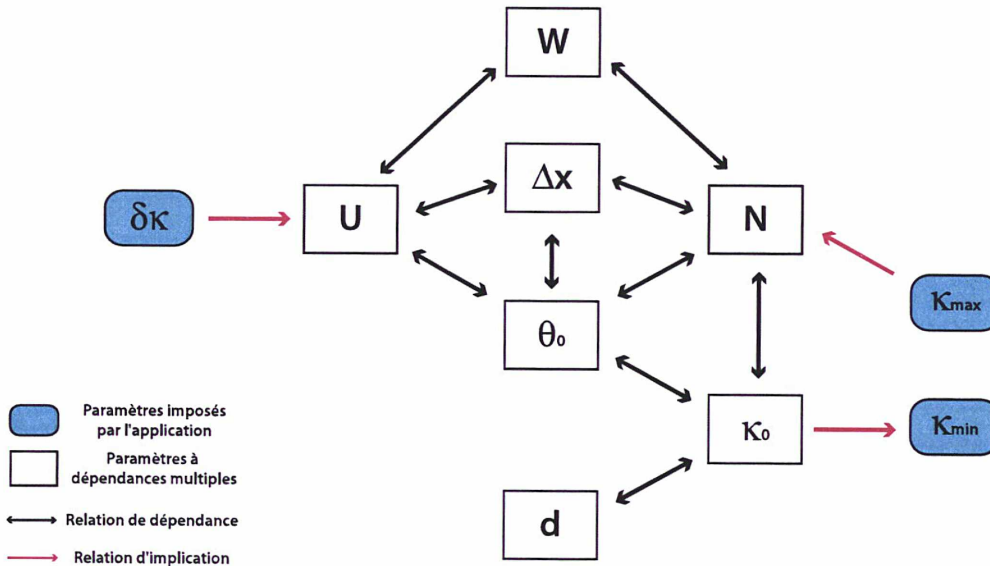 W
Δx
δκ
U
N
κmax
θ₀
κ₀
κmin
d
Paramètres imposés
par l'application
Paramètres à
dépendances multiples
Relation de dépendance
Relation d'implication